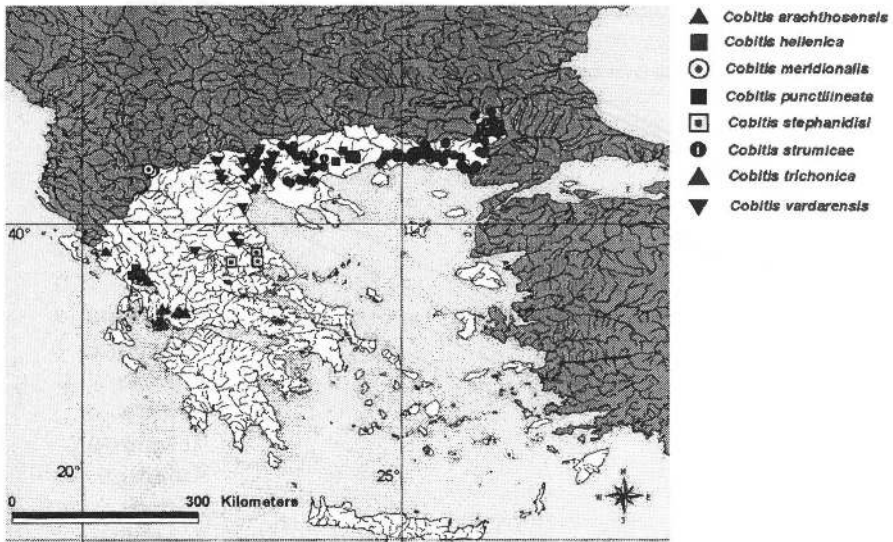 Cobitis arachthosensis
Cobitis hellenica
Cobitis meridionalis
Cobitis punctilineata
Cobitis stephanidisi
Cobitis strumicae
Cobitis trichonica
Cobitis vardarensis
40°
20°
25°
0 300 Kilometers
N
W E
S